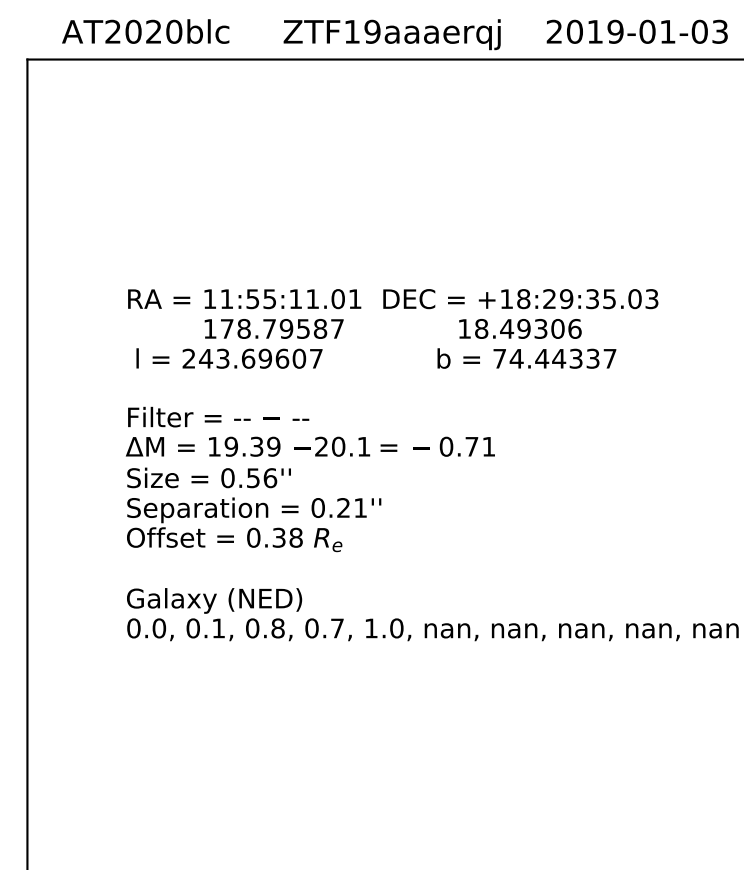 AT2020blc ZTF19aaaerqj 2019-01-03
RA = 11:55:11.01 DEC = +18:29:35.03
178.79587 18.49306
l = 243.69607 b = 74.44337
Filter = -- − --
ΔM = 19.39 −20.1 = − 0.71
Size = 0.56''
Separation = 0.21''
Offset = 0.38 Rₑ
Galaxy (NED)
0.0, 0.1, 0.8, 0.7, 1.0, nan, nan, nan, nan, nan